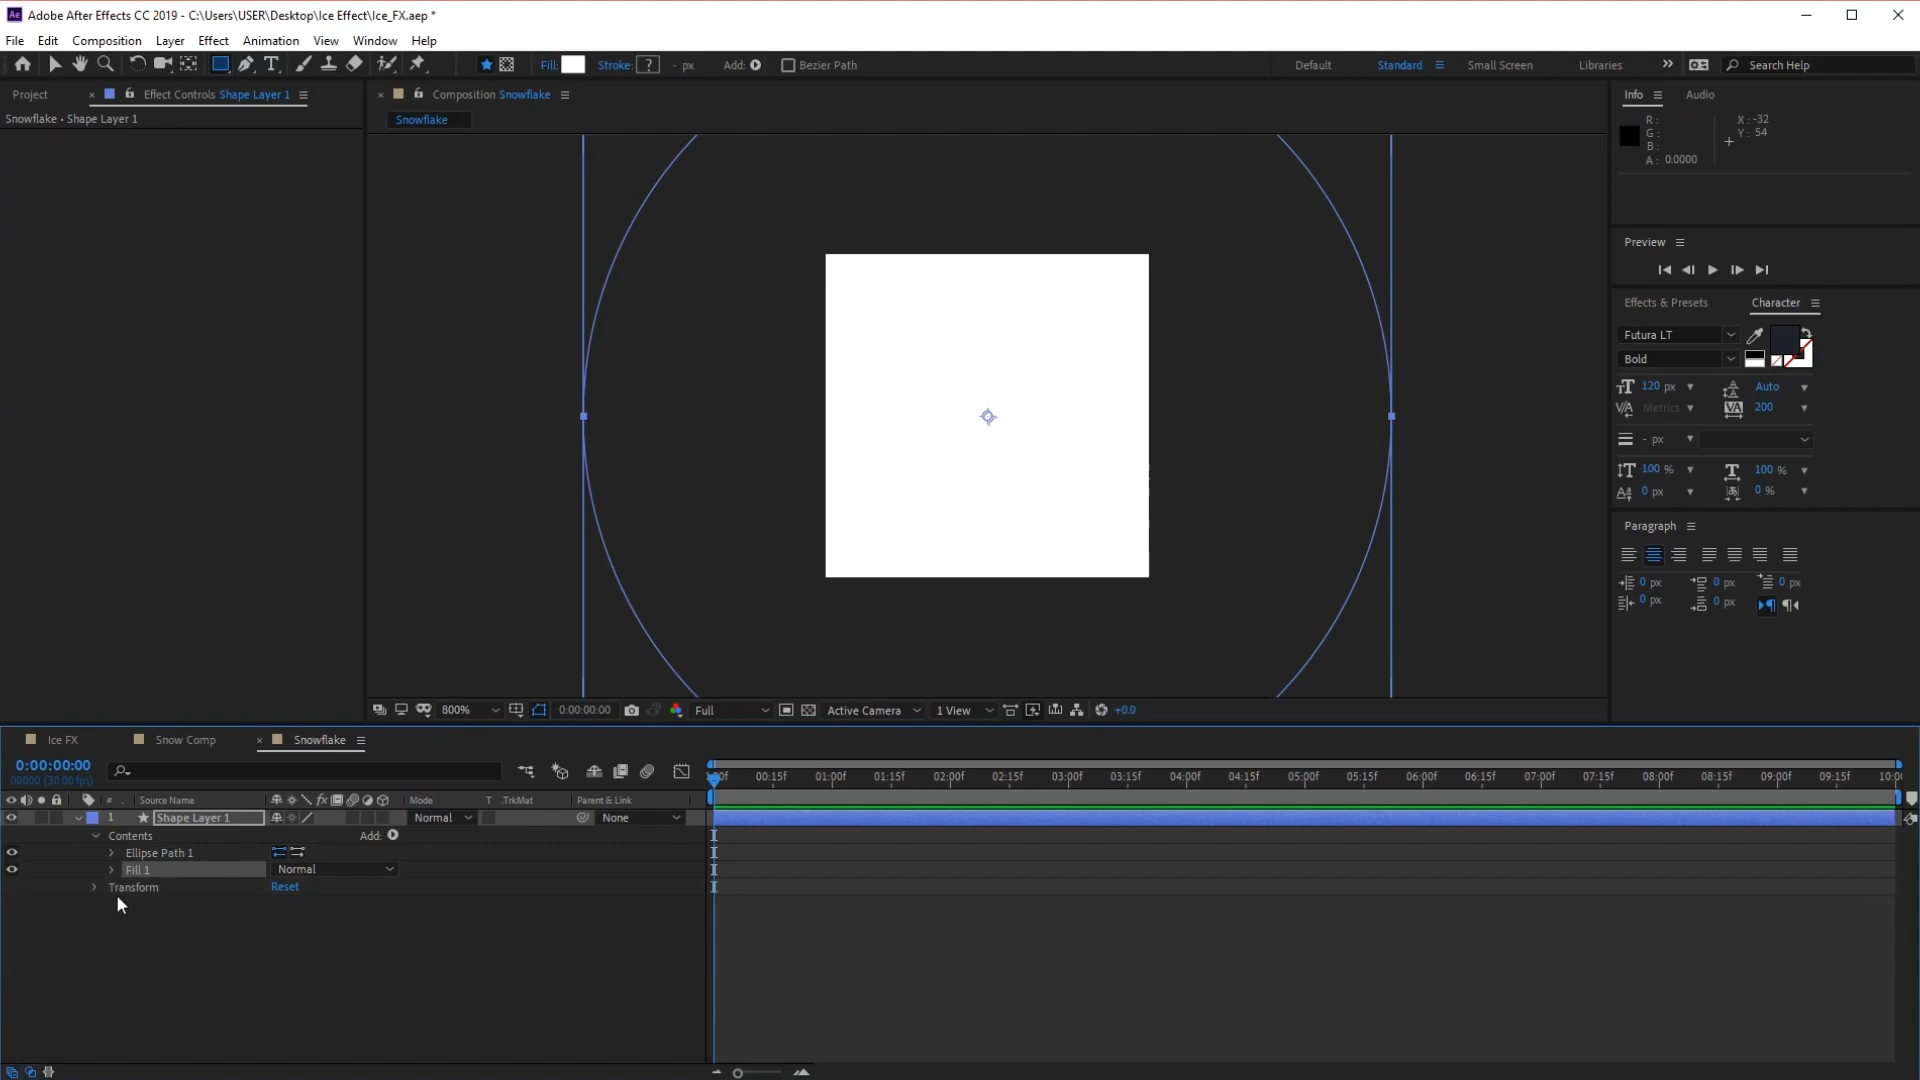 Ae Adobe After Effects CC 2019 - C:\Users\USER\Desktop\Ice Effect\Ice_FX.aep *
File Edit Composition Layer Effect Animation View Window Help
Fill: Stroke: ? - px Add: Bezier Path Default Standard Small Screen Libraries Search Help
Project Effect Controls Shape Layer 1
Snowflake • Shape Layer 1
Composition Snowflake
Snowflake
Info Audio
R :
G :
B :
A : 0.0000
X : -32
Y : 54
Preview
Effects & Presets Character
Futura LT
Bold
120 px Auto
Metrics 200
- px
100 % 100 %
0 px 0 %
Paragraph
0 px 0 px 0 px
0 px 0 px
800% 0:00:00:00 Full Active Camera 1 View +0.0
Ice FX Snow Comp Snowflake
0:00:00:00
00000 (30.00 fps)
:00f 00:15f 01:00f 01:15f 02:00f 02:15f 03:00f 03:15f 04:00f 04:15f 05:00f 05:15f 06:00f 06:15f 07:00f 07:15f 08:00f 08:15f 09:00f 09:15f 10:0
# Source Name Mode T .TrkMat Parent & Link
1 Shape Layer 1 Normal None
Contents Add:
Ellipse Path 1
Fill 1 Normal
Transform Reset